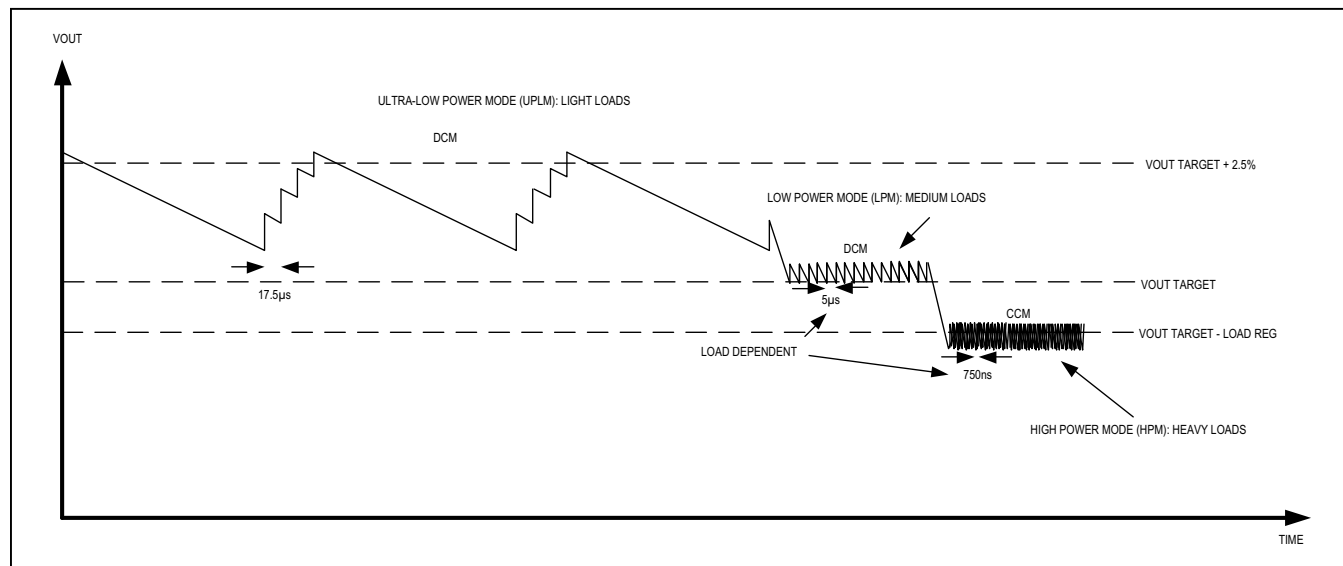 VOUT
ULTRA-LOW POWER MODE (UPLM): LIGHT LOADS
DCM
VOUT TARGET + 2.5%
LOW POWER MODE (LPM): MEDIUM LOADS
DCM
17.5µs
VOUT TARGET
5µs
CCM
VOUT TARGET - LOAD REG
LOAD DEPENDENT
750ns
HIGH POWER MODE (HPM): HEAVY LOADS
TIME